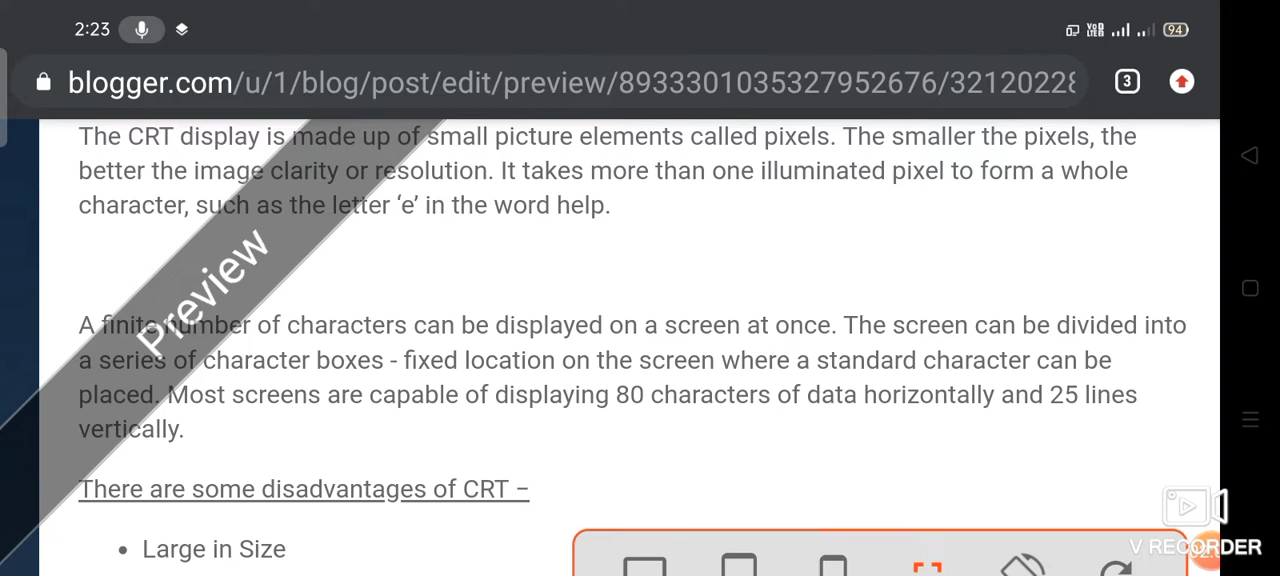 2:23
VoD LTE 94
blogger.com/u/1/blog/post/edit/preview/8933301035327952676/32120228
3
The CRT display is made up of small picture elements called pixels. The smaller the pixels, the
better the image clarity or resolution. It takes more than one illuminated pixel to form a whole
character, such as the letter ‘e’ in the word help.
Preview
A finite number of characters can be displayed on a screen at once. The screen can be divided into
a series of character boxes - fixed location on the screen where a standard character can be
placed. Most screens are capable of displaying 80 characters of data horizontally and 25 lines
vertically.
There are some disadvantages of CRT −
• Large in Size
V RECORDER